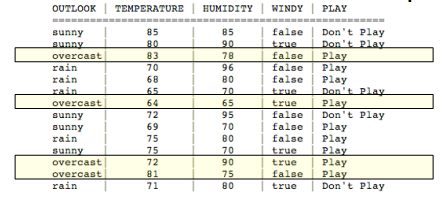 OUTLOOK | TEMPERATURE | HUMIDITY | WINDY | PLAY
=====================================================
sunny | 85 | 85 | false | Don't Play
sunny | 80 | 90 | true | Don't Play
overcast| 83 | 78 | false | Play
rain | 70 | 96 | false | Play
rain | 68 | 80 | false | Play
rain | 65 | 70 | true | Don't Play
overcast| 64 | 65 | true | Play
sunny | 72 | 95 | false | Don't Play
sunny | 69 | 70 | false | Play
rain | 75 | 80 | false | Play
sunny | 75 | 70 | true | Play
overcast| 72 | 90 | true | Play
overcast| 81 | 75 | false | Play
rain | 71 | 80 | true | Don't Play